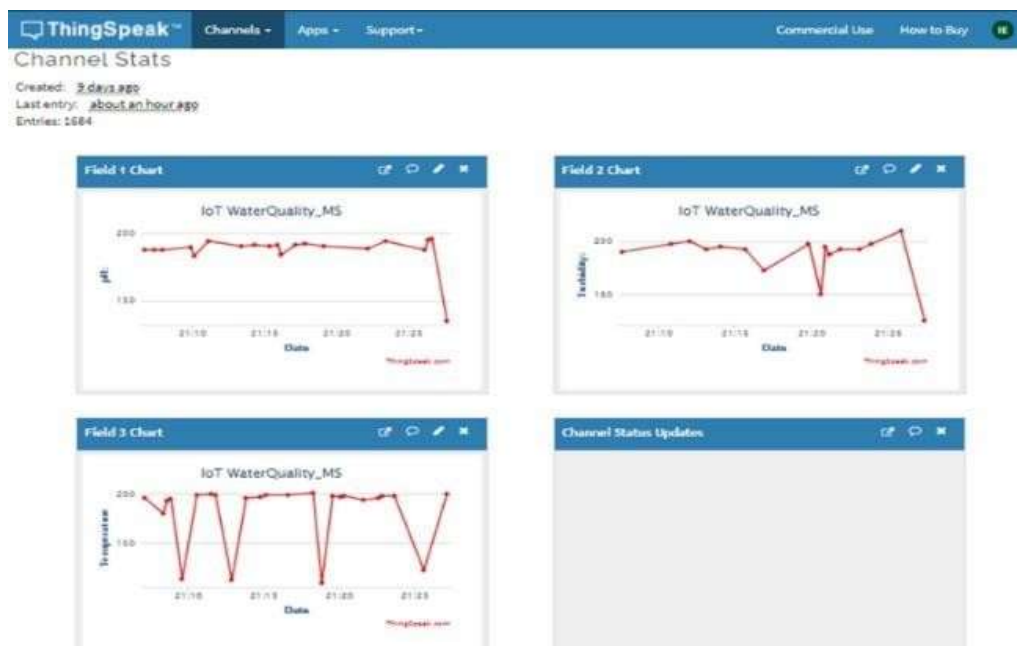 ThingSpeak™ Channels Apps Support Commercial Use How to Buy
Channel Stats
Created: 9 days ago
Last entry: about an hour ago
Entries: 1684
Field 1 Chart
IoT WaterQuality_MS
200
pH:
150
21:10 21:15 21:20 21:25
Date
ThingSpeak.com
Field 2 Chart
IoT WaterQuality_MS
200
Turbidity:
150
21:10 21:15 21:20 21:25
Date
ThingSpeak.com
Field 3 Chart
IoT WaterQuality_MS
200
Temperature
150
21:10 21:15 21:20 21:25
Date
ThingSpeak.com
Channel Status Updates